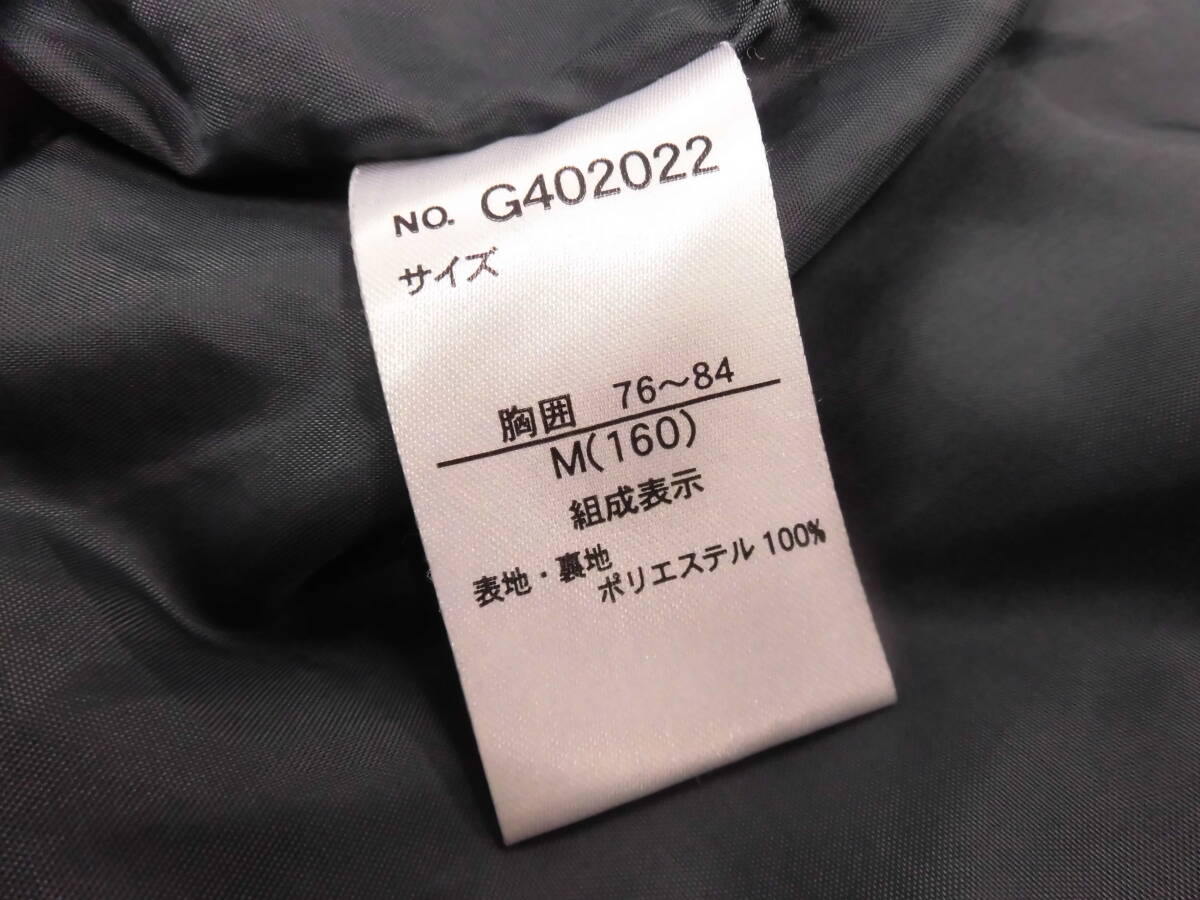 NO. G402022
サイズ
胸囲 76～84
M(160)
組成表示
表地・裏地
ポリエステル 100%